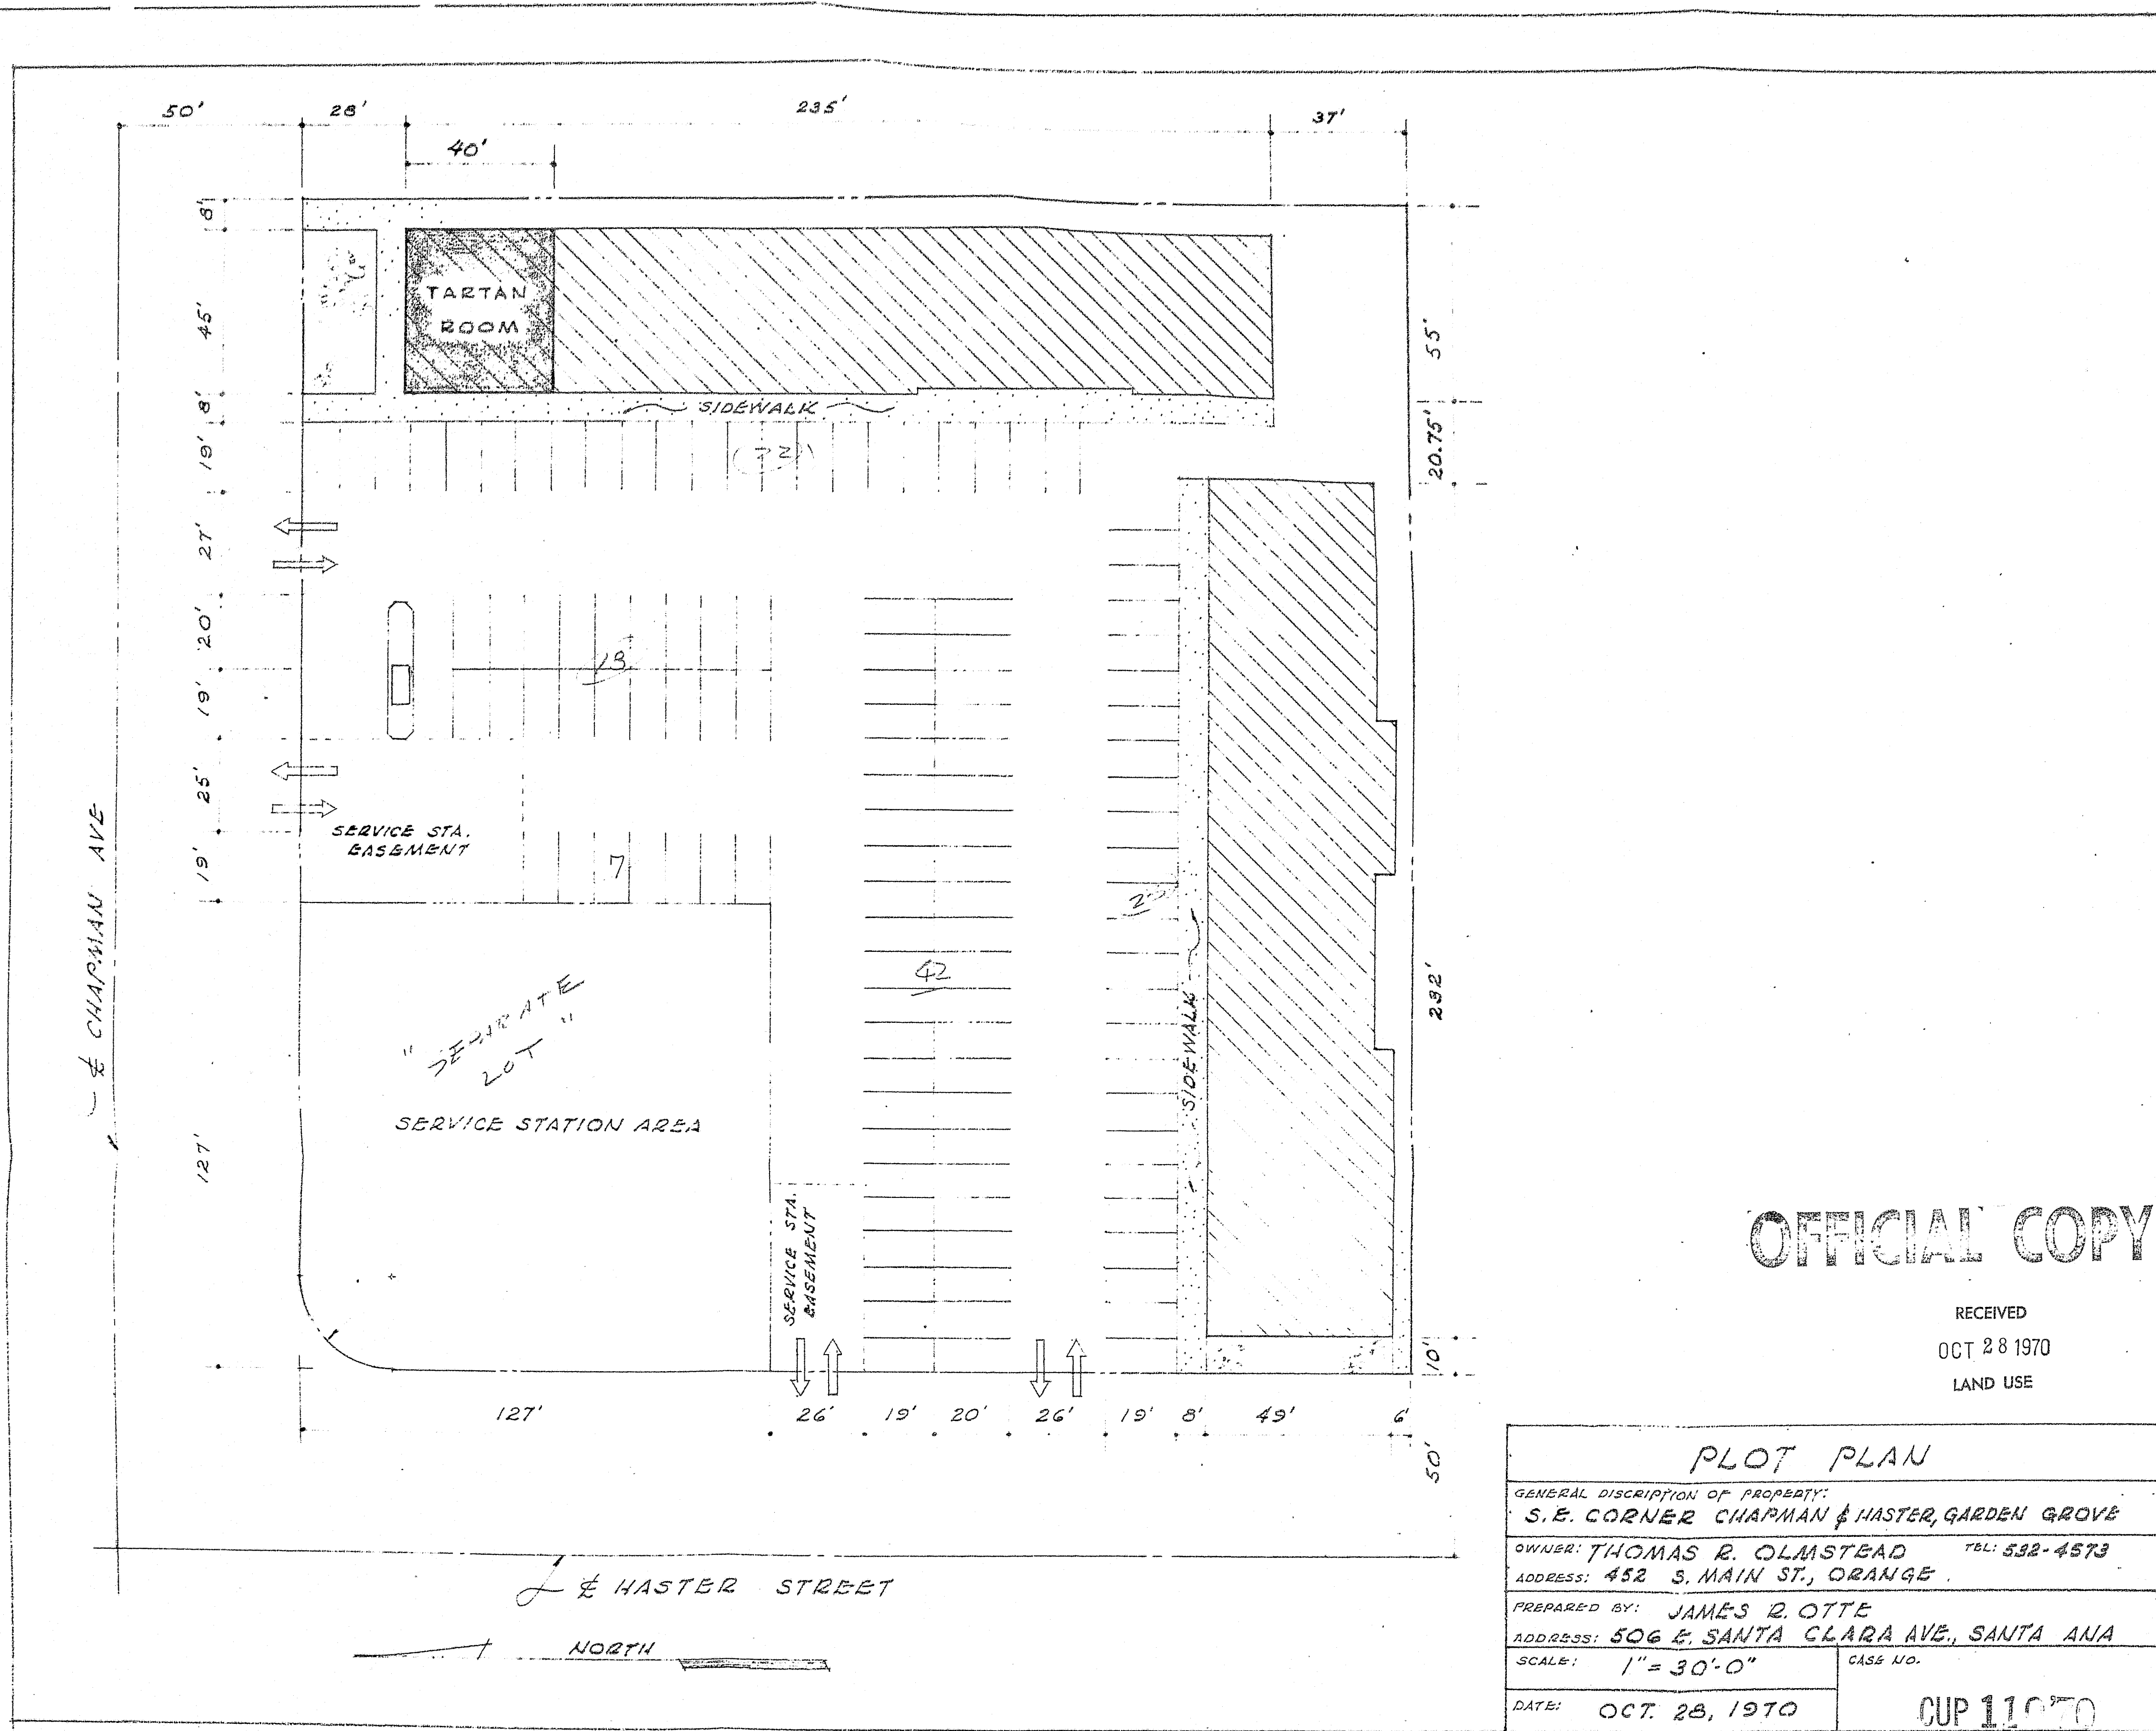 50'
28'
235'
37'
40'
8'
45'
8'
19'
27'
20'
19'
25'
19'
127'
TARTAN
ROOM
SIDEWALK
(22)
18
7
42
SERVICE STA.
EASEMENT
" SEPARATE
LOT "
SERVICE STATION AREA
SERVICE STA.
EASEMENT
SIDEWALK
55'
20.75'
232'
10'
50'
127'
26'
19'
20'
26'
19'
8'
49'
6'
℄ CHAPMAN AVE
℄ HASTER STREET
NORTH
OFFICIAL COPY
RECEIVED
OCT 28 1970
LAND USE
PLOT PLAN
GENERAL DISCRIPTION OF PROPERTY:
S.E. CORNER CHAPMAN & HASTER, GARDEN GROVE
OWNER: THOMAS R. OLMSTEAD TEL: 532-4573
ADDRESS: 452 S. MAIN ST., ORANGE.
PREPARED BY: JAMES R. OTTE
ADDRESS: 506 E. SANTA CLARA AVE., SANTA ANA
SCALE: 1" = 30'-0"
CASE NO.
DATE: OCT. 28, 1970
CUP